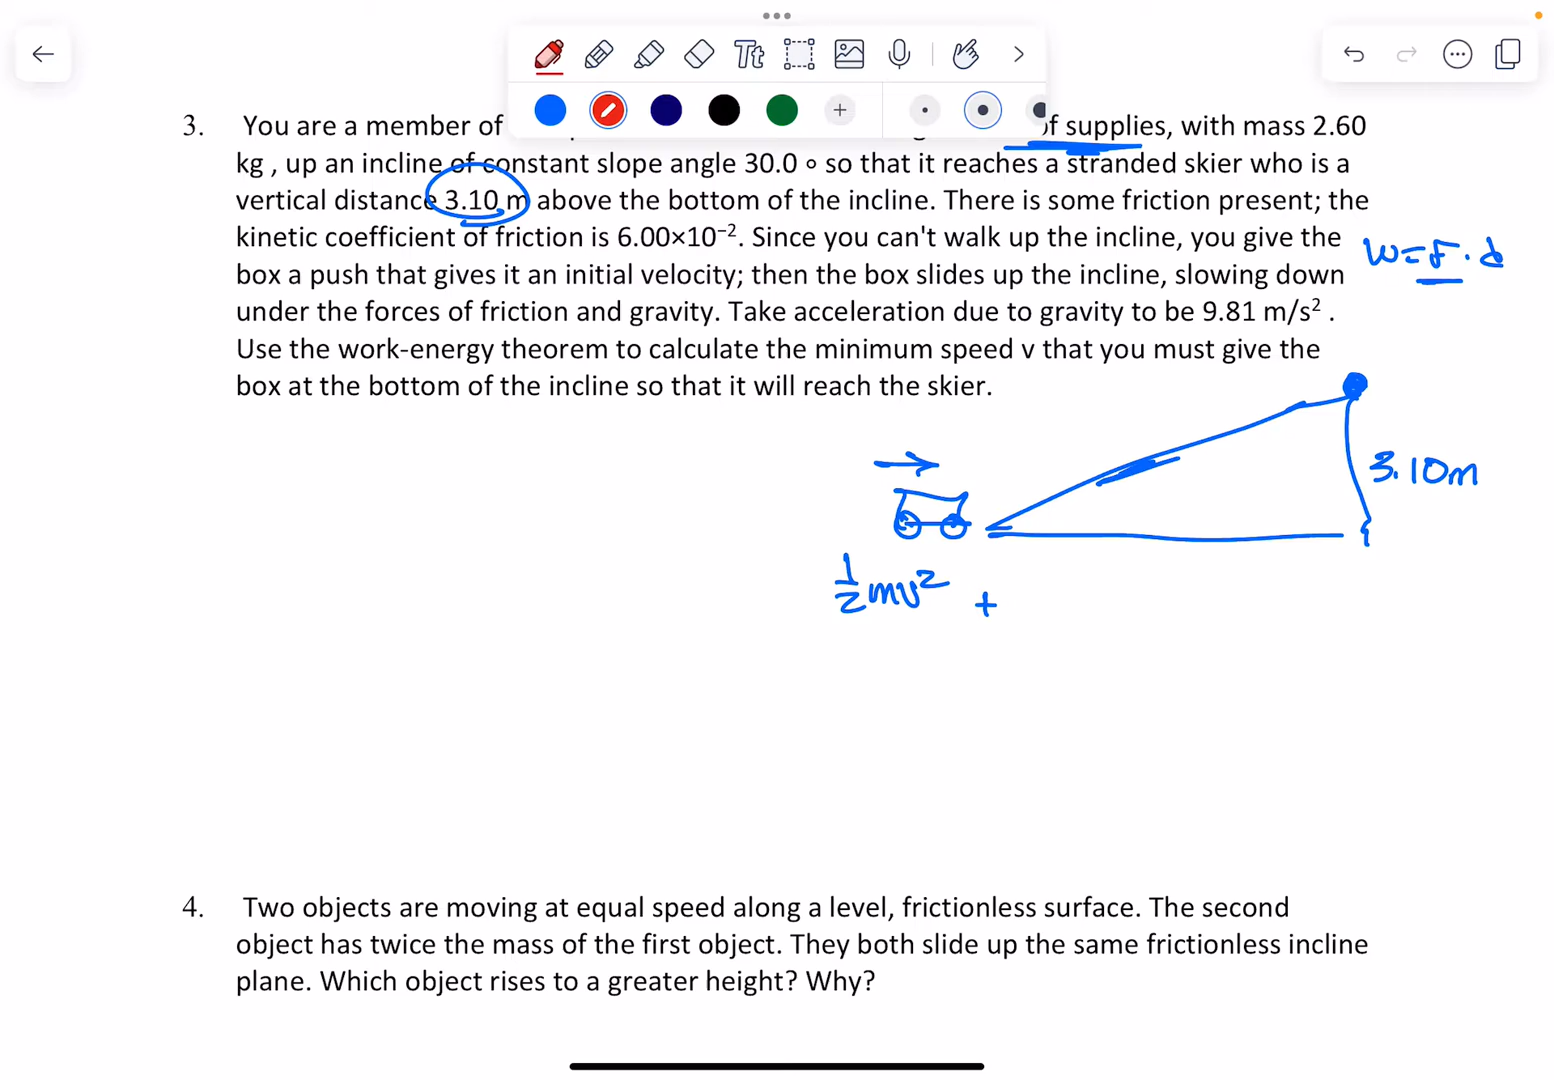 Tt
3. You are a member of of supplies, with mass 2.60
kg , up an incline of constant slope angle 30.0 ∘ so that it reaches a stranded skier who is a
vertical distance 3.10 m above the bottom of the incline. There is some friction present; the
kinetic coefficient of friction is 6.00×10⁻². Since you can't walk up the incline, you give the
box a push that gives it an initial velocity; then the box slides up the incline, slowing down
under the forces of friction and gravity. Take acceleration due to gravity to be 9.81 m/s² .
Use the work-energy theorem to calculate the minimum speed v that you must give the
box at the bottom of the incline so that it will reach the skier.
W=F·d
3.10m
1/2 mv² +
4. Two objects are moving at equal speed along a level, frictionless surface. The second
object has twice the mass of the first object. They both slide up the same frictionless incline
plane. Which object rises to a greater height? Why?